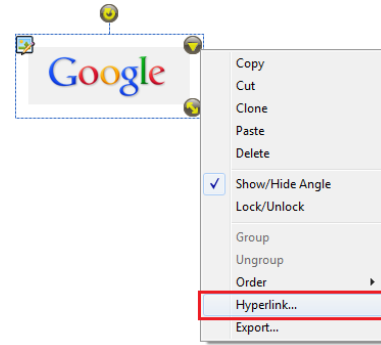 Google
Copy
Cut
Clone
Paste
Delete
Show/Hide Angle
Lock/Unlock
Group
Ungroup
Order
Hyperlink...
Export...